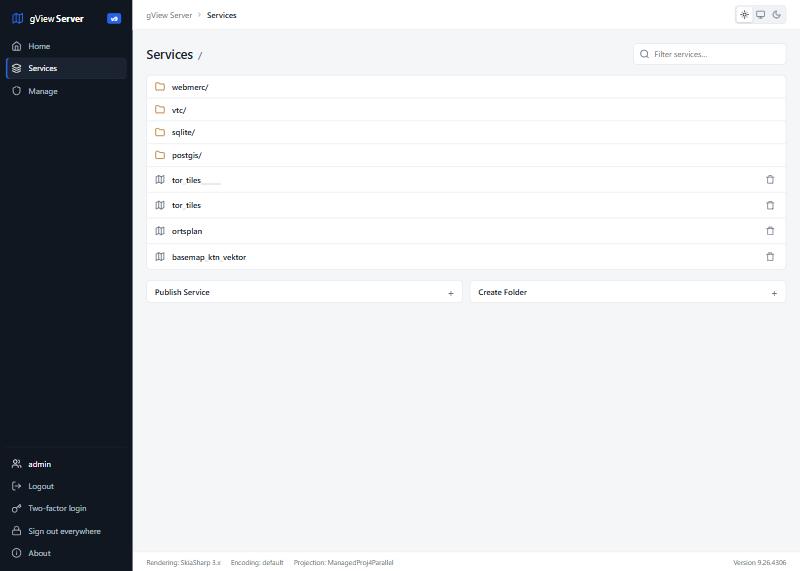 gView Server v9
Home
Services
Manage
admin
Logout
Two-factor login
Sign out everywhere
About
gView Server > Services
Services /
Filter services...
webmerc/
vtc/
sqlite/
postgis/
tor_tiles_____
tor_tiles
ortsplan
basemap_ktn_vektor
Publish Service +
Create Folder +
Rendering: SkiaSharp 3.x Encoding: default Projection: ManagedProj4Parallel
Version 9.26.4306